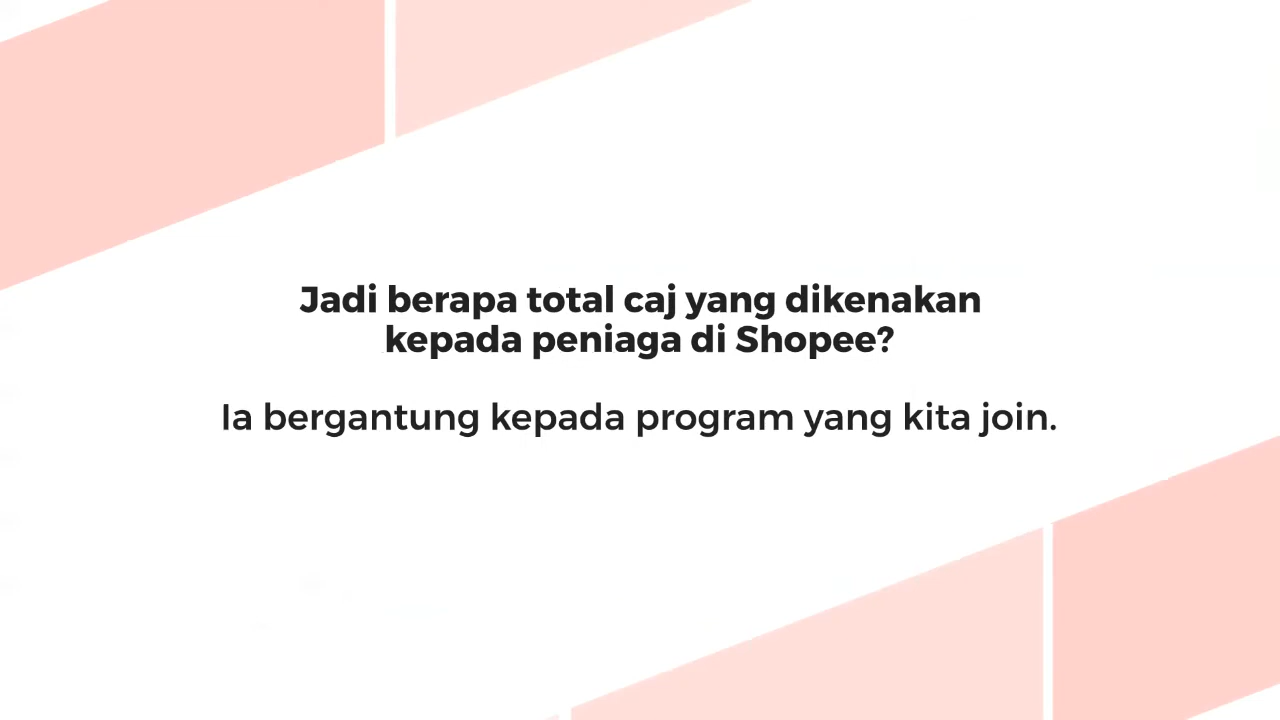 Jadi berapa total caj yang dikenakan
kepada peniaga di Shopee?
Ia bergantung kepada program yang kita join.